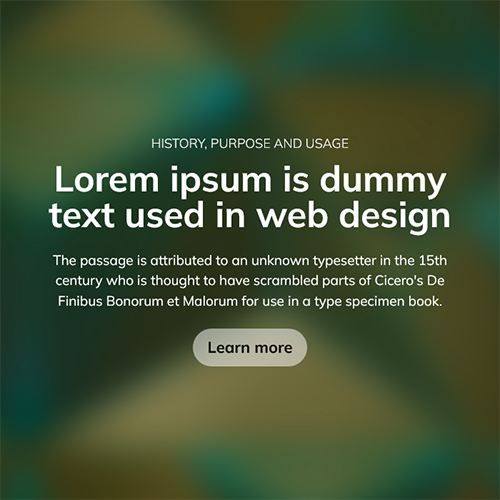 HISTORY, PURPOSE AND USAGE
Lorem ipsum is dummy
text used in web design
The passage is attributed to an unknown typesetter in the 15th
century who is thought to have scrambled parts of Cicero's De
Finibus Bonorum et Malorum for use in a type specimen book.
Learn more